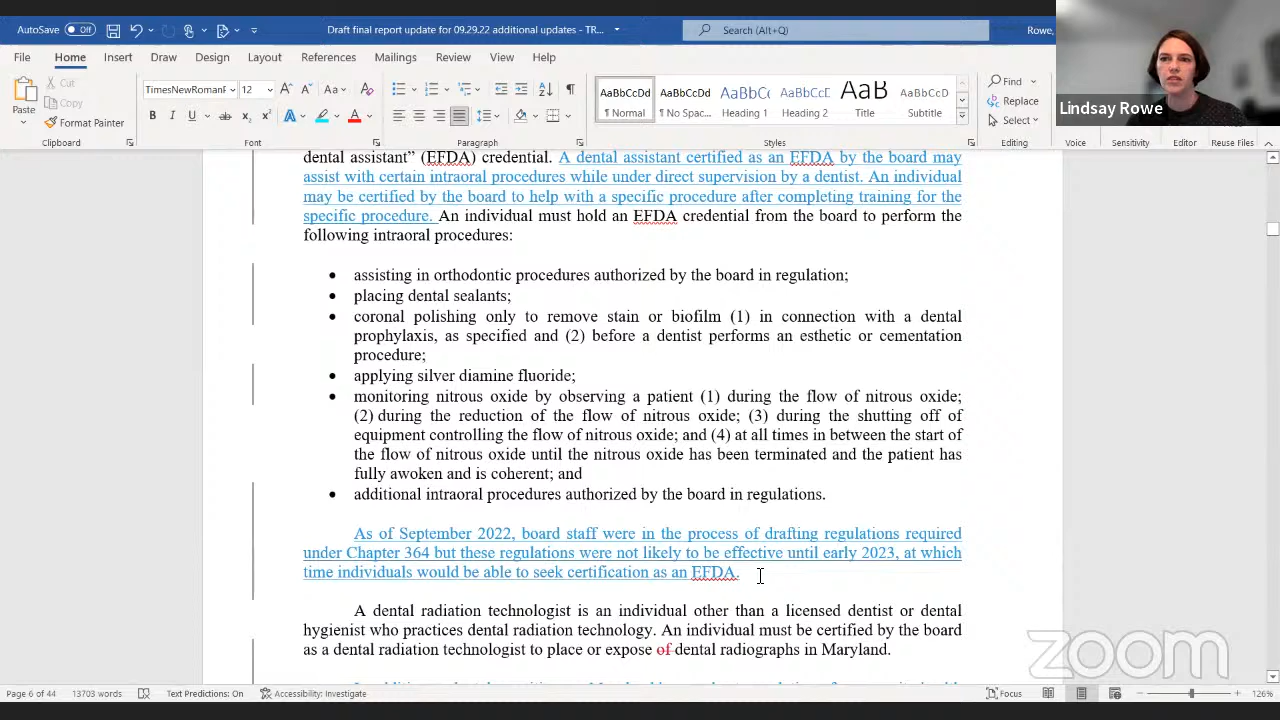 AutoSave Off
Draft final report update for 09.29.22 additional updates - TR...
Search (Alt+Q)
Rowe,
File Home Insert Draw Design Layout References Mailings Review View Help
Paste
Cut
Copy
Format Painter
Clipboard
TimesNewRomanF 12
Font
Paragraph
AaBbCcDd AaBbCcDd AaBbCc AaBbCcD AaB AaBbCcD
¶ Normal ¶ No Spac... Heading 1 Heading 2 Title Subtitle
Styles
Find
Replace
Select
Editing
Voice Sensitivity Editor Reuse Files
Lindsay Rowe
dental assistant” (EFDA) credential. A dental assistant certified as an EFDA by the board may
assist with certain intraoral procedures while under direct supervision by a dentist. An individual
may be certified by the board to help with a specific procedure after completing training for the
specific procedure. An individual must hold an EFDA credential from the board to perform the
following intraoral procedures:
• assisting in orthodontic procedures authorized by the board in regulation;
• placing dental sealants;
• coronal polishing only to remove stain or biofilm (1) in connection with a dental
prophylaxis, as specified and (2) before a dentist performs an esthetic or cementation
procedure;
• applying silver diamine fluoride;
• monitoring nitrous oxide by observing a patient (1) during the flow of nitrous oxide;
(2) during the reduction of the flow of nitrous oxide; (3) during the shutting off of
equipment controlling the flow of nitrous oxide; and (4) at all times in between the start of
the flow of nitrous oxide until the nitrous oxide has been terminated and the patient has
fully awoken and is coherent; and
• additional intraoral procedures authorized by the board in regulations.
As of September 2022, board staff were in the process of drafting regulations required
under Chapter 364 but these regulations were not likely to be effective until early 2023, at which
time individuals would be able to seek certification as an EFDA.
A dental radiation technologist is an individual other than a licensed dentist or dental
hygienist who practices dental radiation technology. An individual must be certified by the board
as a dental radiation technologist to place or expose of dental radiographs in Maryland.
zoom
Page 6 of 44 13703 words Text Predictions: On Accessibility: Investigate Focus 126%